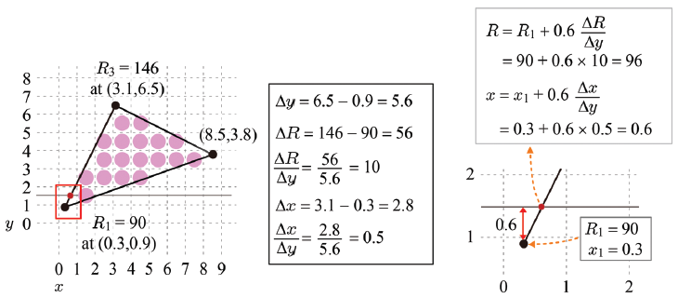 R₃ = 146
at (3.1,6.5)
8
7
6
5
4
3
2
1
y 0
(8.5,3.8)
R₁ = 90
at (0.3,0.9)
0 1 2 3 4 5 6 7 8 9
x
Δy = 6.5 – 0.9 = 5.6
ΔR = 146 – 90 = 56
ΔR/Δy = 56/5.6 = 10
Δx = 3.1 – 0.3 = 2.8
Δx/Δy = 2.8/5.6 = 0.5
R = R₁ + 0.6 ΔR/Δy
= 90 + 0.6 × 10 = 96
x = x₁ + 0.6 Δx/Δy
= 0.3 + 0.6 × 0.5 = 0.6
2
0.6
1
R₁ = 90
x₁ = 0.3
0 1 2